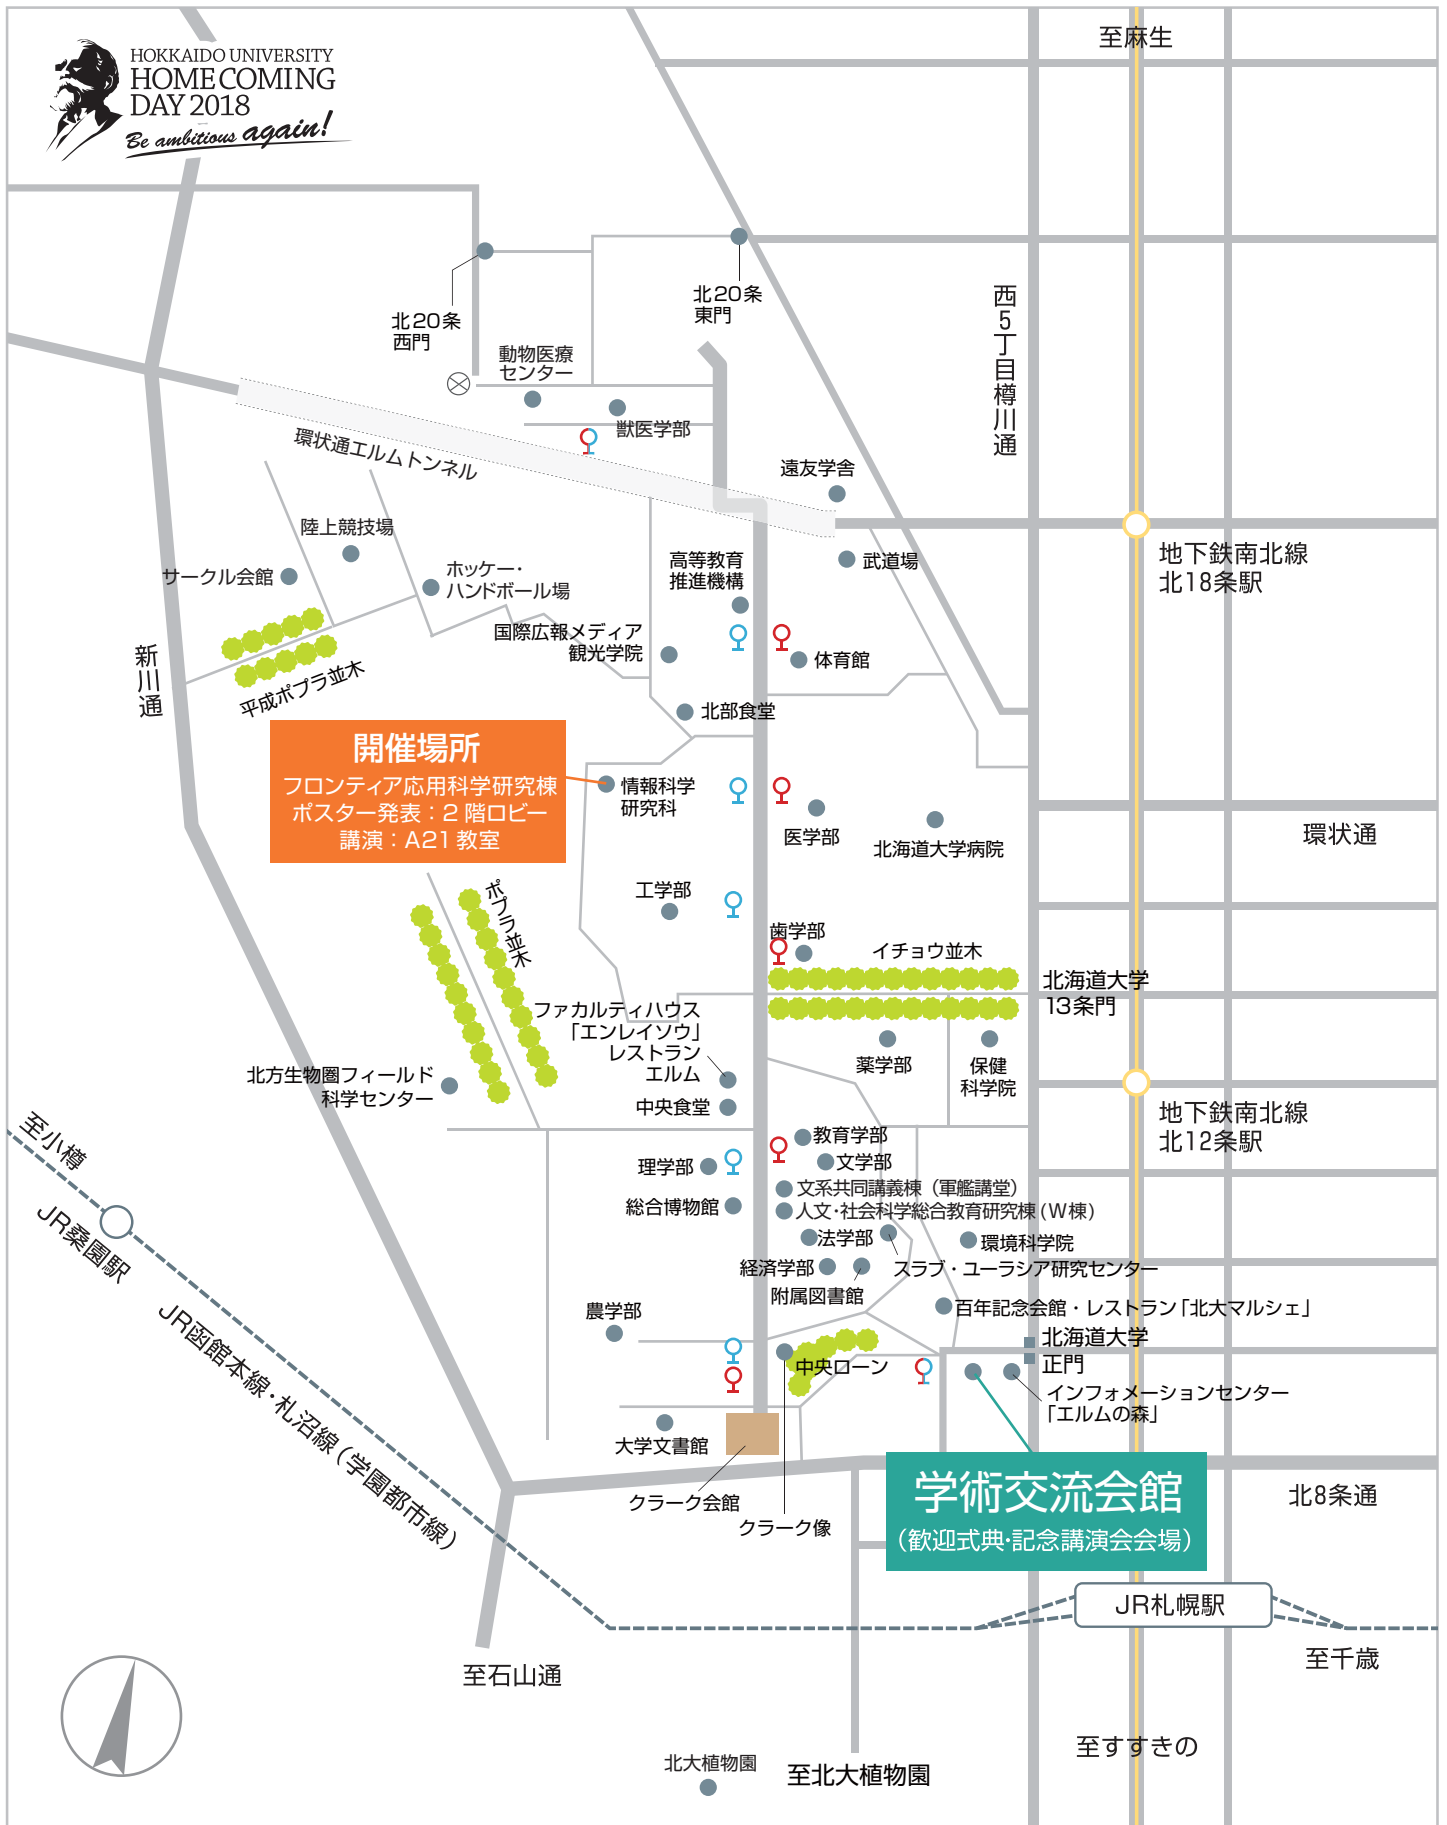 HOKKAIDO UNIVERSITY
HOME COMING
DAY 2018
Be ambitious again!
至麻生
北20条
西門
北20条
東門
西5丁目樽川通
動物医療
センター
獣医学部
環状通エルムトンネル
遠友学舎
陸上競技場
サークル会館
ホッケー・
ハンドボール場
高等教育
推進機構
武道場
地下鉄南北線
北18条駅
国際広報メディア
観光学院
体育館
新川通
平成ポプラ並木
北部食堂
開催場所
フロンティア応用科学研究棟
ポスター発表：2 階ロビー
講演：A21 教室
情報科学
研究科
医学部
北海道大学病院
環状通
工学部
ポプラ並木
歯学部
イチョウ並木
北海道大学
13条門
ファカルティハウス
「エンレイソウ」
レストラン
エルム
薬学部
保健
科学院
北方生物圏フィールド
科学センター
中央食堂
地下鉄南北線
北12条駅
至小樽
教育学部
理学部
文学部
文系共同講義棟（軍艦講堂）
総合博物館
人文・社会科学総合教育研究棟（W棟）
JR桑園駅
法学部
環境科学院
経済学部
スラブ・ユーラシア研究センター
附属図書館
農学部
百年記念会館・レストラン「北大マルシェ」
JR函館本線・札沼線（学園都市線）
北海道大学
正門
中央ローン
インフォメーションセンター
「エルムの森」
大学文書館
クラーク会館
クラーク像
学術交流会館
（歓迎式典・記念講演会会場）
北8条通
JR札幌駅
至千歳
至石山通
至すすきの
北大植物園
至北大植物園